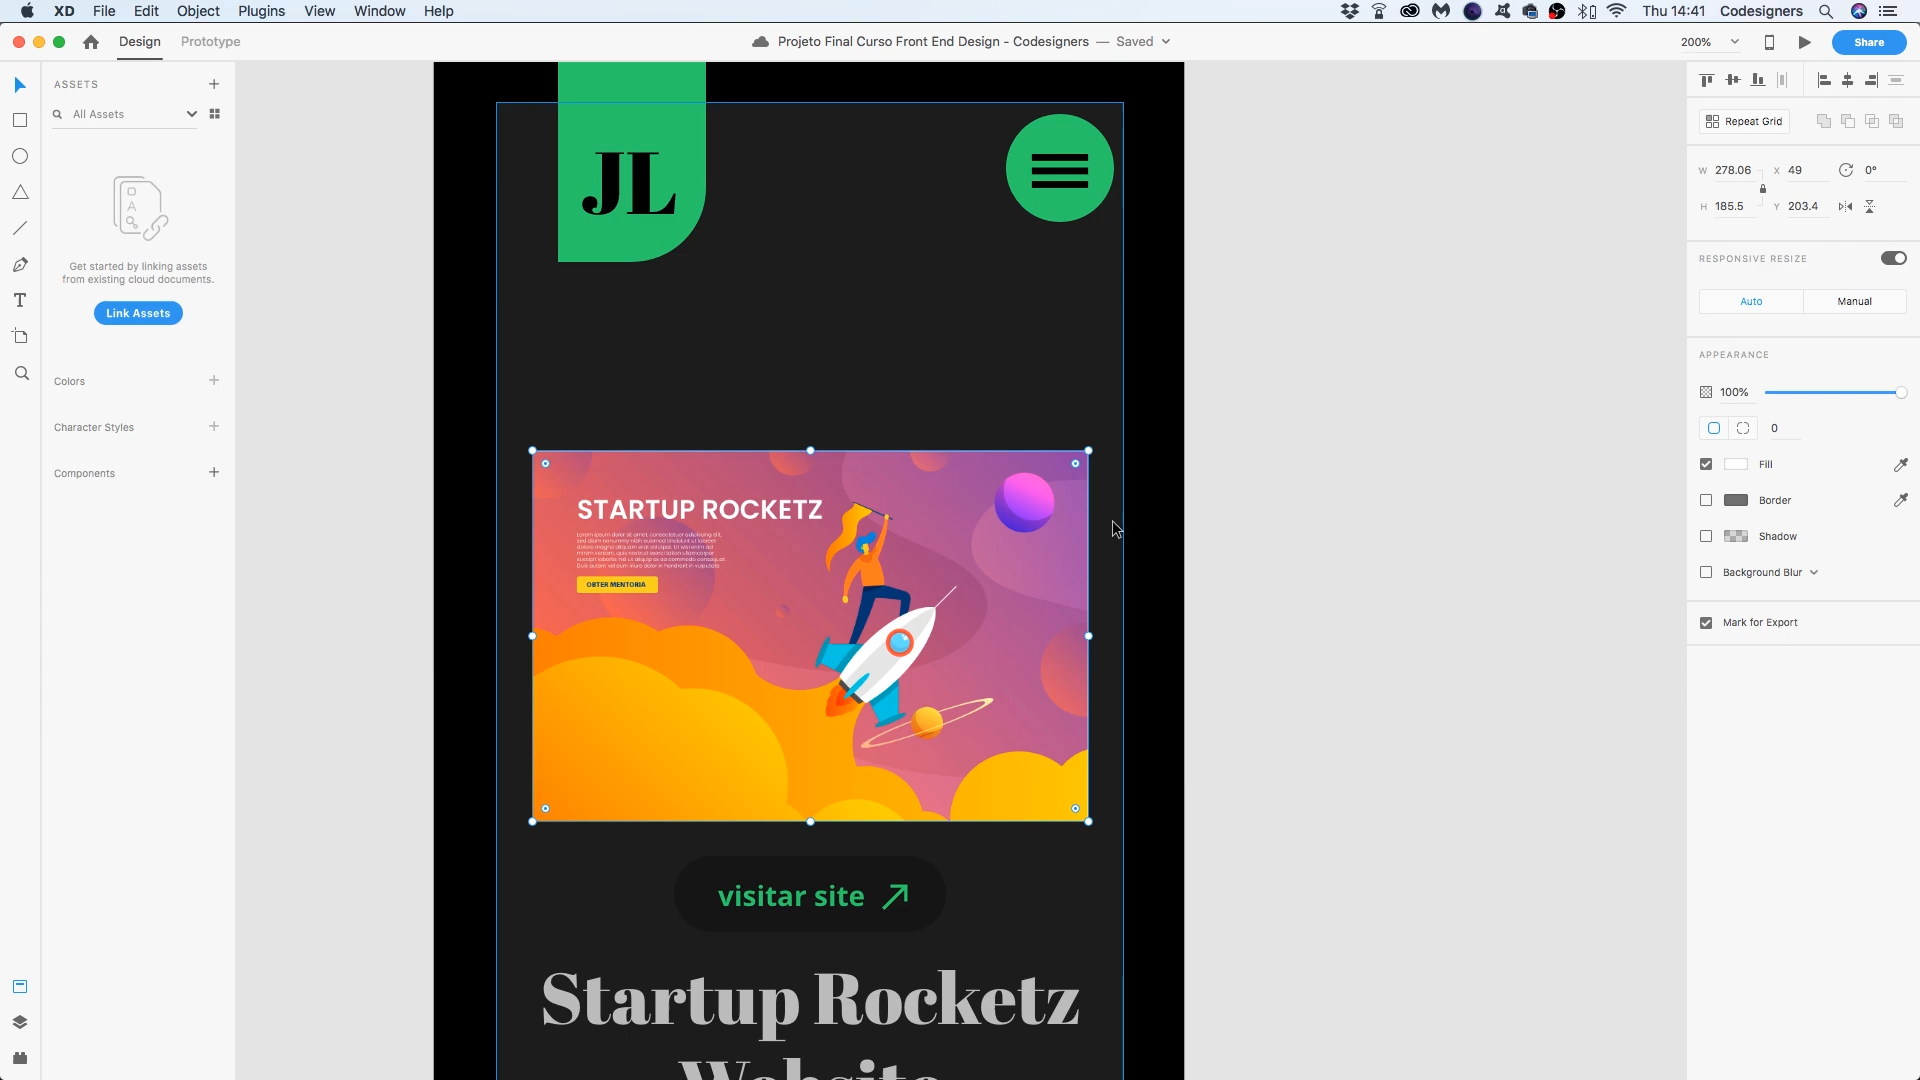 XD File Edit Object Plugins View Window Help Thu 14:41 Codesigners
Design Prototype Projeto Final Curso Front End Design - Codesigners — Saved 200% Share
ASSETS
All Assets
Get started by linking assets
from existing cloud documents.
Link Assets
Colors
Character Styles
Components
JL
STARTUP ROCKETZ
OBTER MENTORIA
visitar site
Startup Rocketz
Website
Repeat Grid
W 278.06 X 49 0°
H 185.5 Y 203.4
RESPONSIVE RESIZE
Auto Manual
APPEARANCE
100%
0
Fill
Border
Shadow
Background Blur
Mark for Export